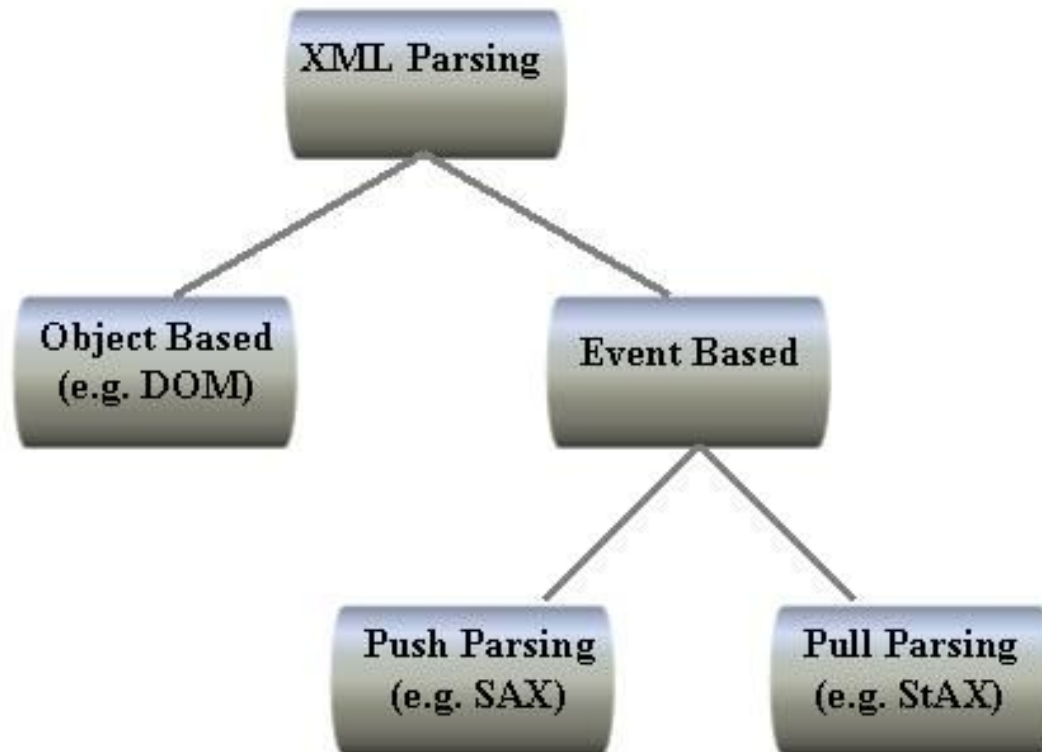 XML Parsing
Object Based
(e.g. DOM)
Event Based
Push Parsing
(e.g. SAX)
Pull Parsing
(e.g. StAX)